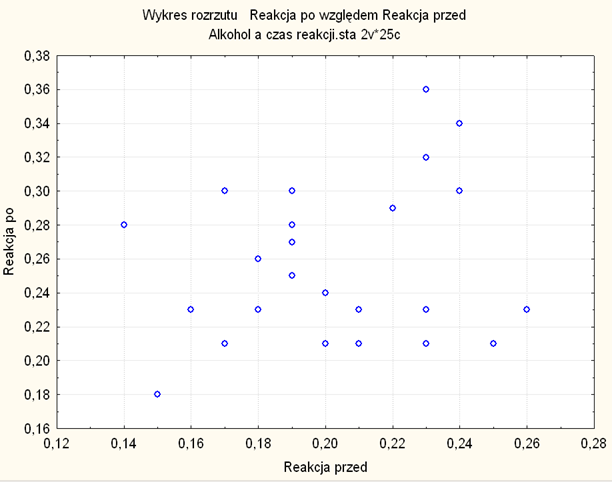 Wykres rozrzutu   Reakcja po względem Reakcja przed
Alkohol a czas reakcji.sta 2v*25c
0,38
0,36
0,34
0,32
0,30
0,28
0,26
0,24
0,22
0,20
0,18
0,16
Reakcja po
0,12 0,14 0,16 0,18 0,20 0,22 0,24 0,26 0,28
Reakcja przed